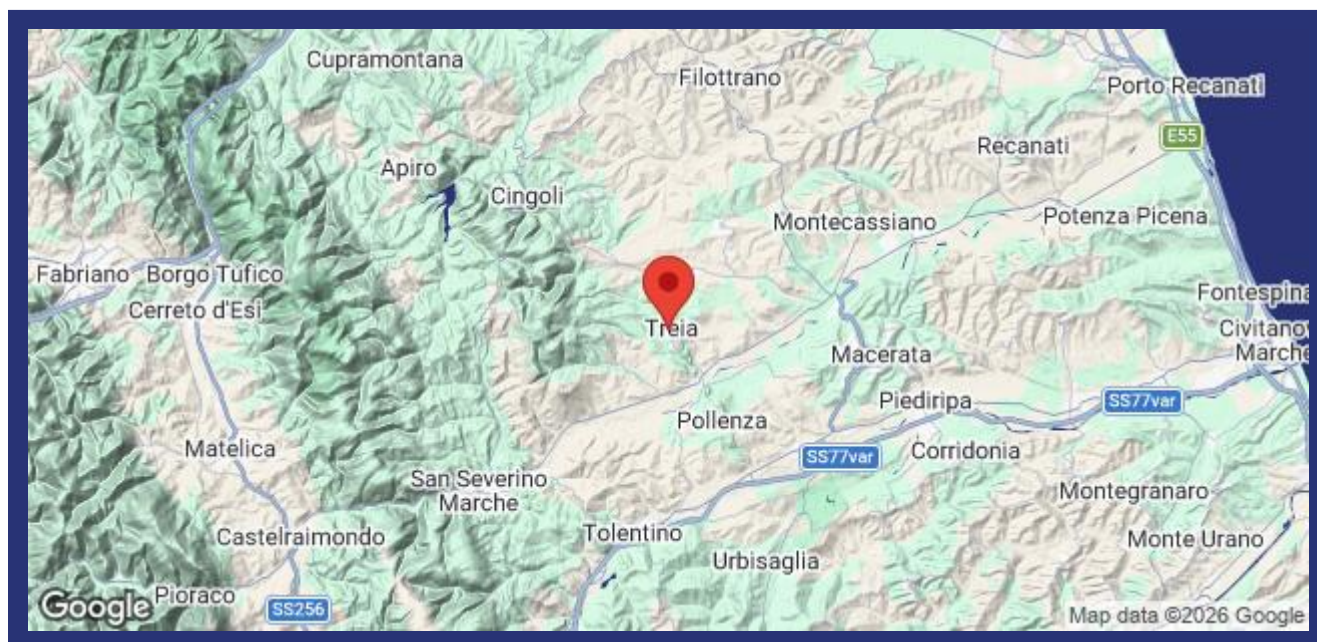 Cupramontana
Filottrano
Porto Recanati
E55
Recanati
Apiro
Cingoli
Montecassiano
Potenza Picena
Fabriano
Borgo Tufico
Cerreto d'Esi
Fontespina
Treia
Civitanov
Marche
Macerata
Piediripa
SS77var
Pollenza
Matelica
SS77var
Corridonia
San Severino
Marche
Montegranaro
Castelraimondo
Tolentino
Monte Urano
Urbisaglia
Pioraco
Google
SS256
Map data ©2026 Google